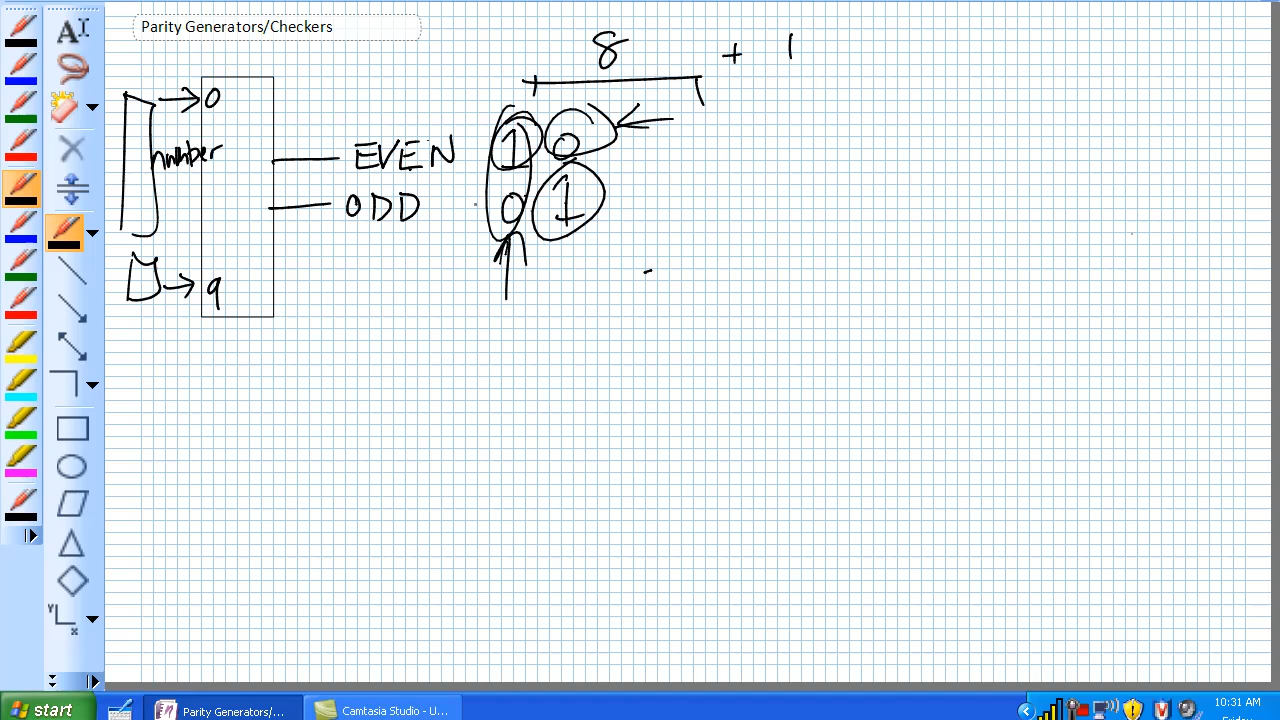 Parity Generators/Checkers
8 + 1
0
number
EVEN 1 0
ODD 0 1
9
start
Parity Generators/...
Camtasia Studio - U...
10:31 AM